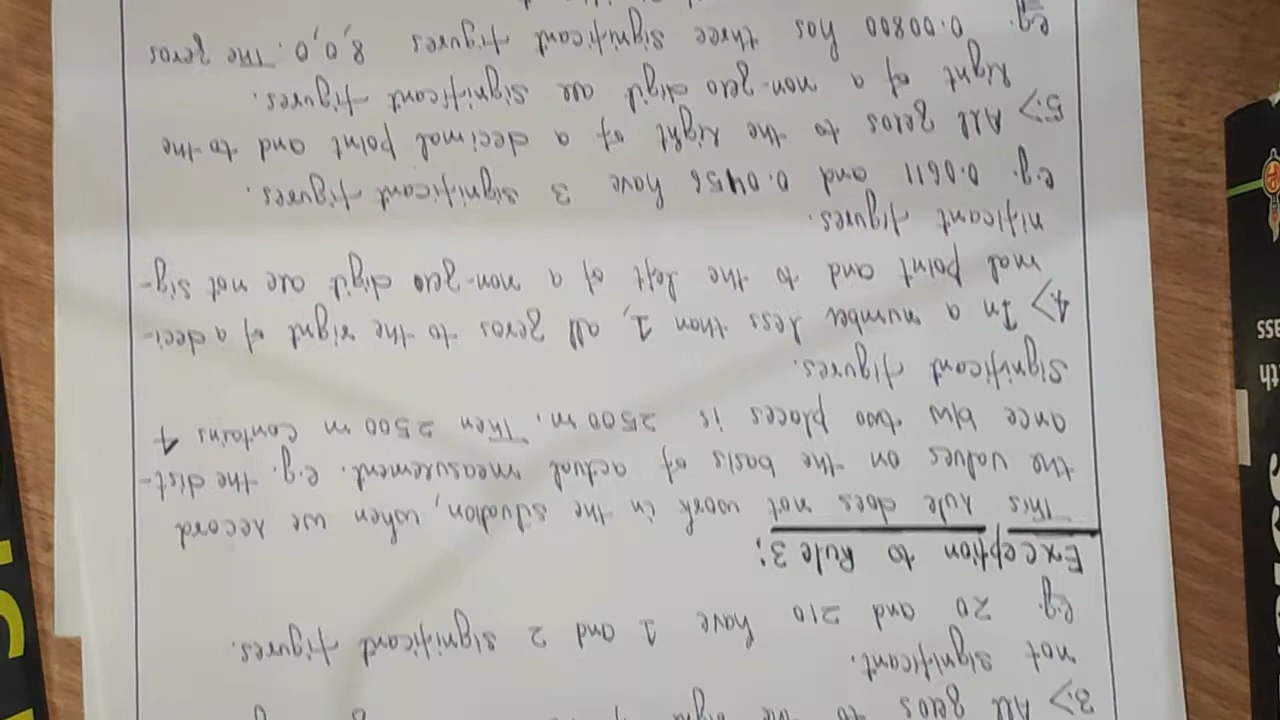 3:> All zeros to the right
not significant.
e.g. 20 and 210 have 1 and 2 significant figures.
Exception to Rule 3:
This rule does not work in the situation, when we record
the values on the basis of actual measurement. e.g. the dist-
ance b/w two places is 2500 m. Then 2500 m contains 4
significant figures.
4:> In a number less than 1, all zeros to the right of a deci-
mal point and to the left of a non-zero digit are not sig-
nificant figures.
e.g. 0.0611 and 0.0456 have 3 significant figures.
5:> All zeros to the right of a decimal point and to the
right of a non-zero digit are significant figures.
e.g. 0.00800 has three significant figures 8,0,0. The zeros